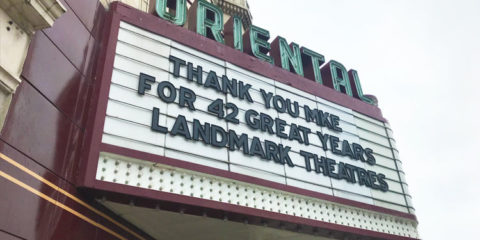 ORIENTAL
THANK YOU MKE
FOR 42 GREAT YEARS
LANDMARK THEATRES